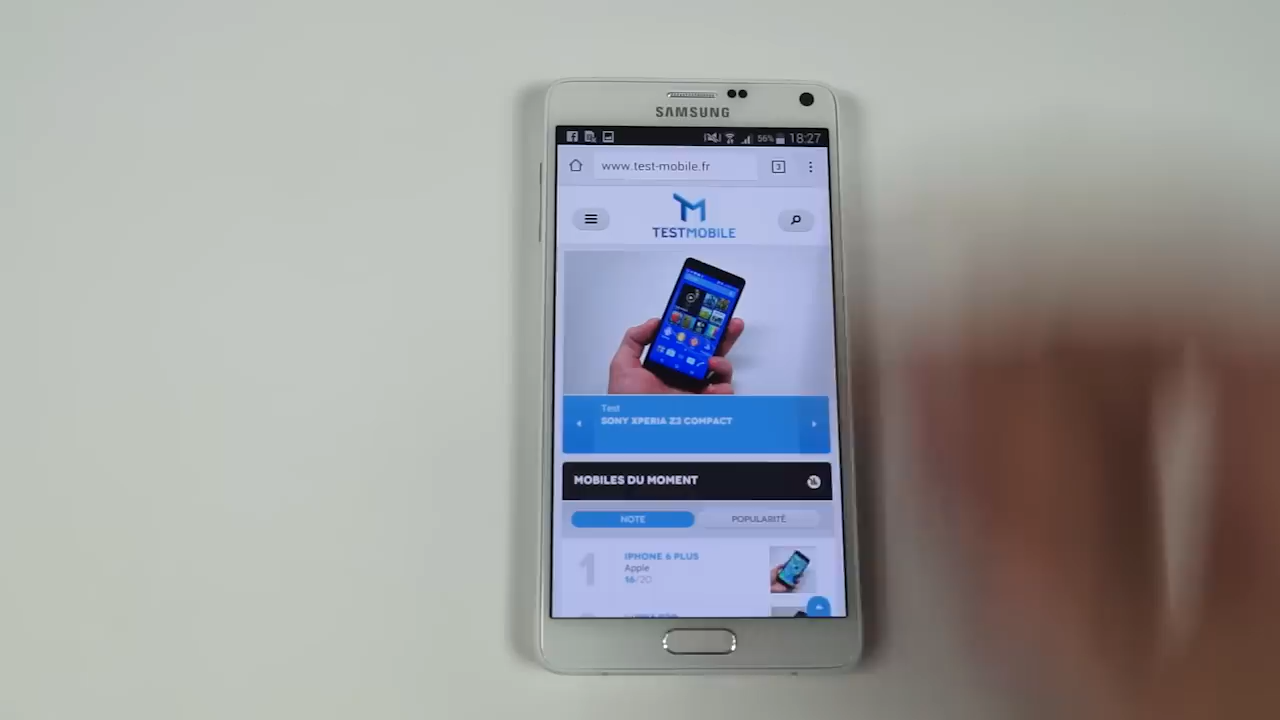 SAMSUNG
56% 18:27
www.test-mobile.fr
3
TESTMOBILE
Test
SONY XPERIA Z3 COMPACT
MOBILES DU MOMENT
NOTE
POPULARITÉ
1
IPHONE 6 PLUS
Apple
16/20